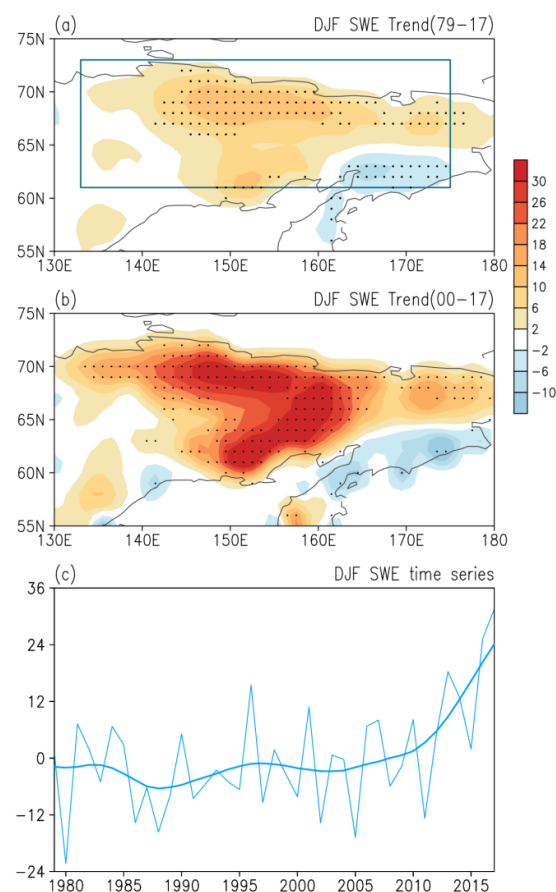 (a) DJF SWE Trend(79−17)
75N
70N
65N
60N
55N
130E 140E 150E 160E 170E 180
(b) DJF SWE Trend(00−17)
75N
70N
65N
60N
55N
130E 140E 150E 160E 170E 180
30
26
22
18
14
10
6
2
−2
−6
−10
(c) DJF SWE time series
36
24
12
0
−12
−24
1980 1985 1990 1995 2000 2005 2010 2015